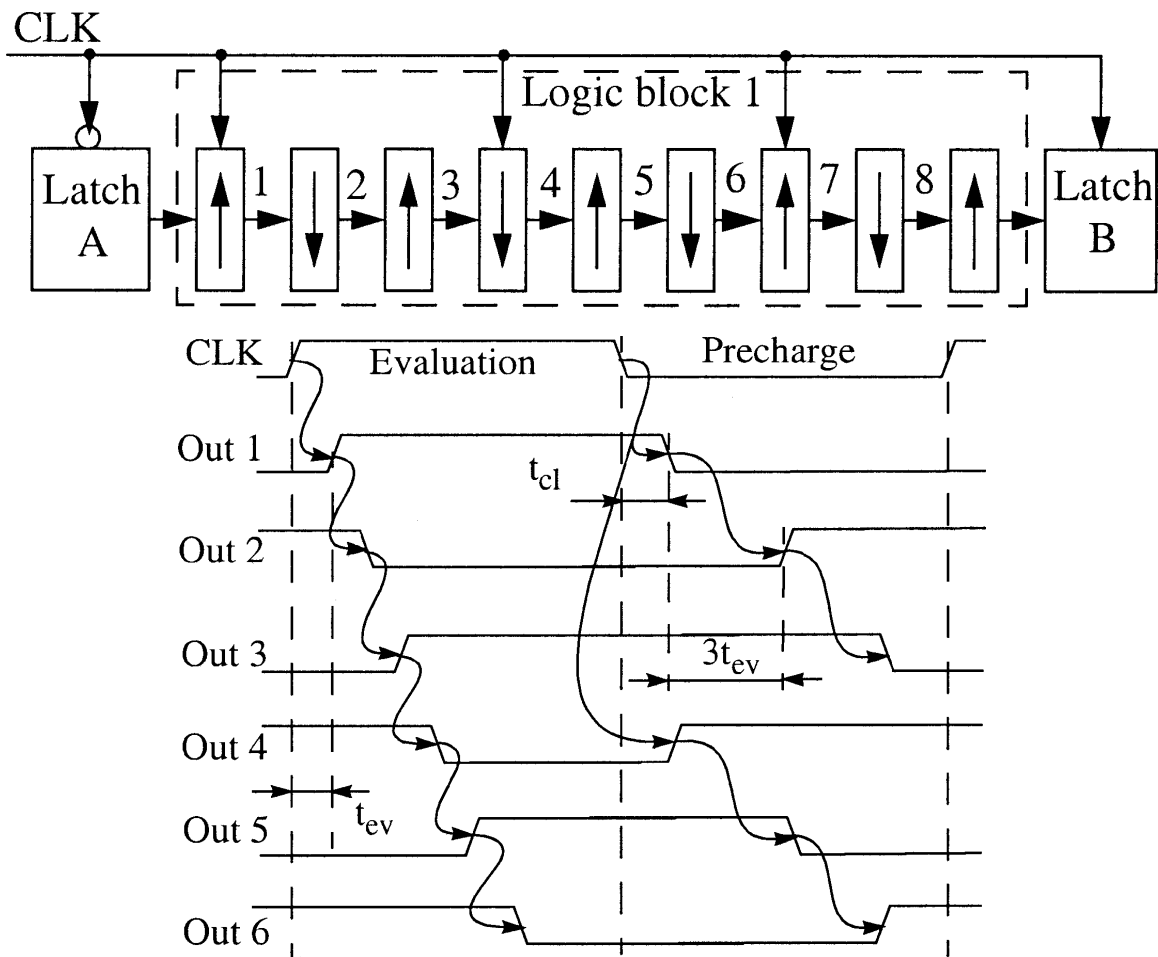 CLK
Logic block 1
Latch A
1 2 3 4 5 6 7 8
Latch B
CLK
Evaluation
Precharge
Out 1
t_cl
Out 2
Out 3
3t_ev
Out 4
t_ev
Out 5
Out 6